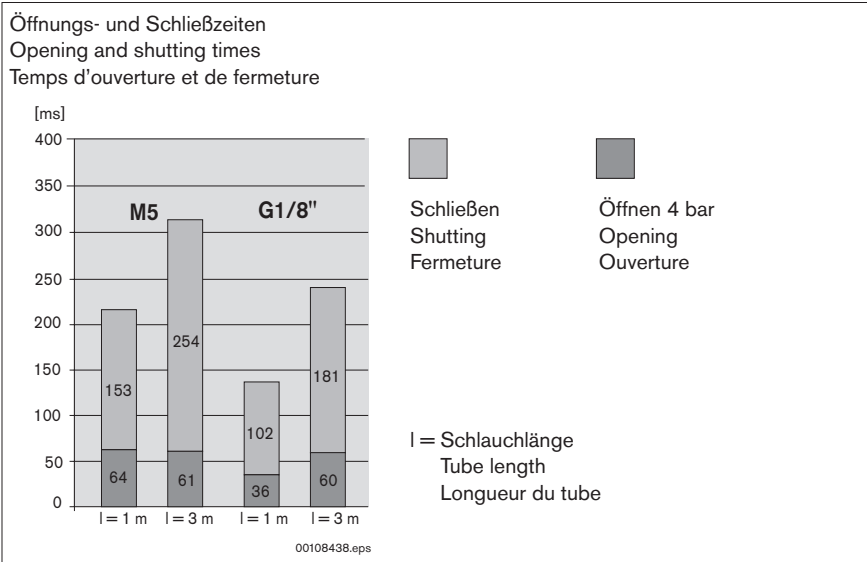 Öffnungs- und Schließzeiten
Opening and shutting times
Temps d'ouverture et de fermeture
[ms]
400
350
300
250
200
150
100
50
0
M5
G1/8"
153
64
254
61
102
36
181
60
l = 1 m
l = 3 m
l = 1 m
l = 3 m
00108438.eps
Schließen
Shutting
Fermeture
Öffnen 4 bar
Opening
Ouverture
l = Schlauchlänge
Tube length
Longueur du tube